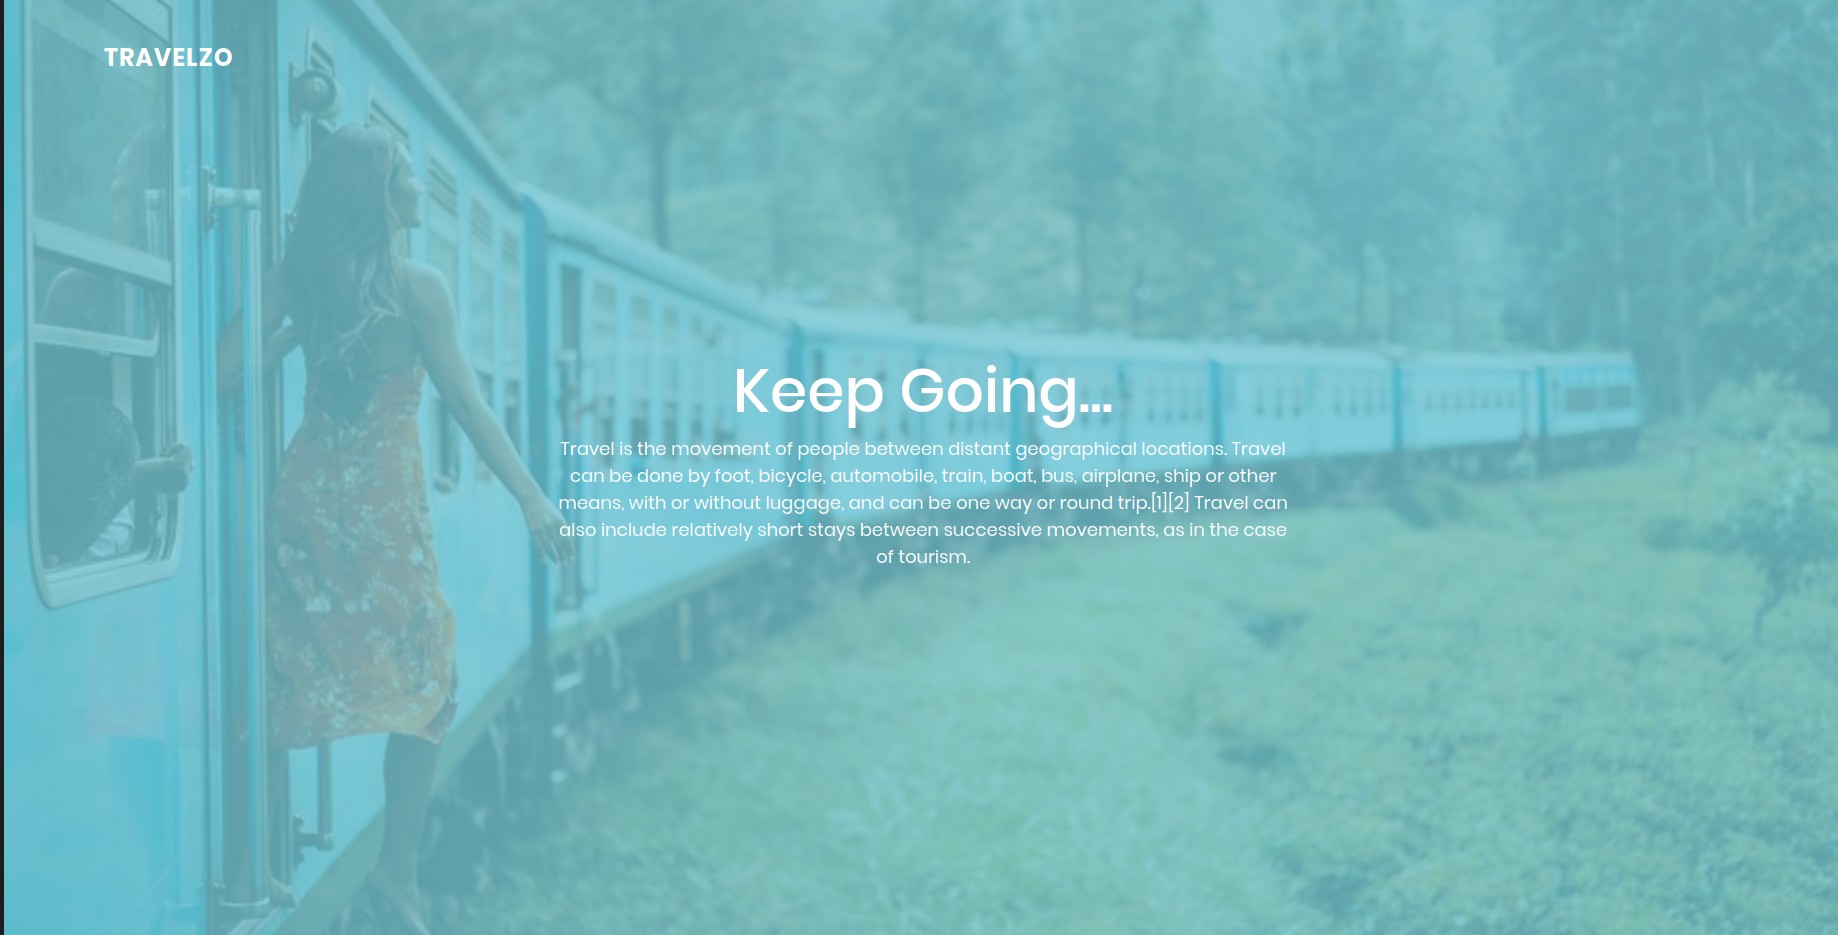 TRAVELZO
Keep Going...
Travel is the movement of people between distant geographical locations. Travel
can be done by foot, bicycle, automobile, train, boat, bus, airplane, ship or other
means, with or without luggage, and can be one way or round trip.[1][2] Travel can
also include relatively short stays between successive movements, as in the case
of tourism.